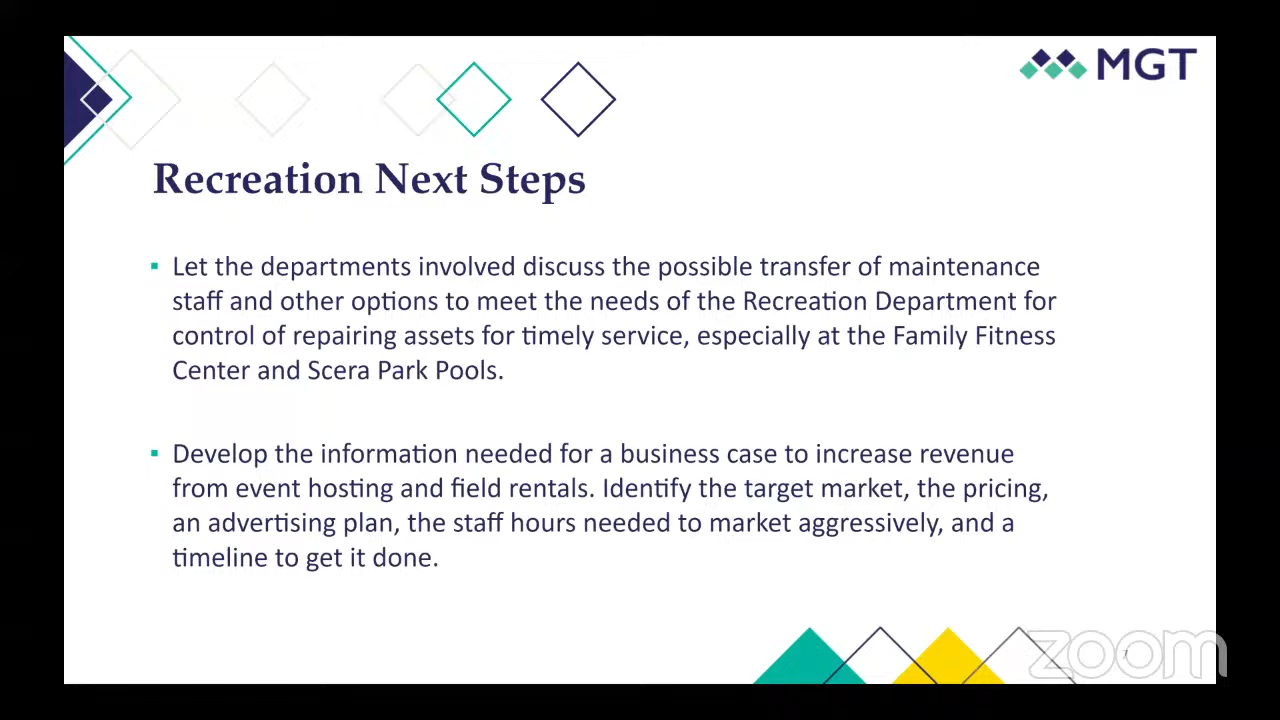 MGT
Recreation Next Steps
▪ Let the departments involved discuss the possible transfer of maintenance
staff and other options to meet the needs of the Recreation Department for
control of repairing assets for timely service, especially at the Family Fitness
Center and Scera Park Pools.
▪ Develop the information needed for a business case to increase revenue
from event hosting and field rentals. Identify the target market, the pricing,
an advertising plan, the staff hours needed to market aggressively, and a
timeline to get it done.
zoom